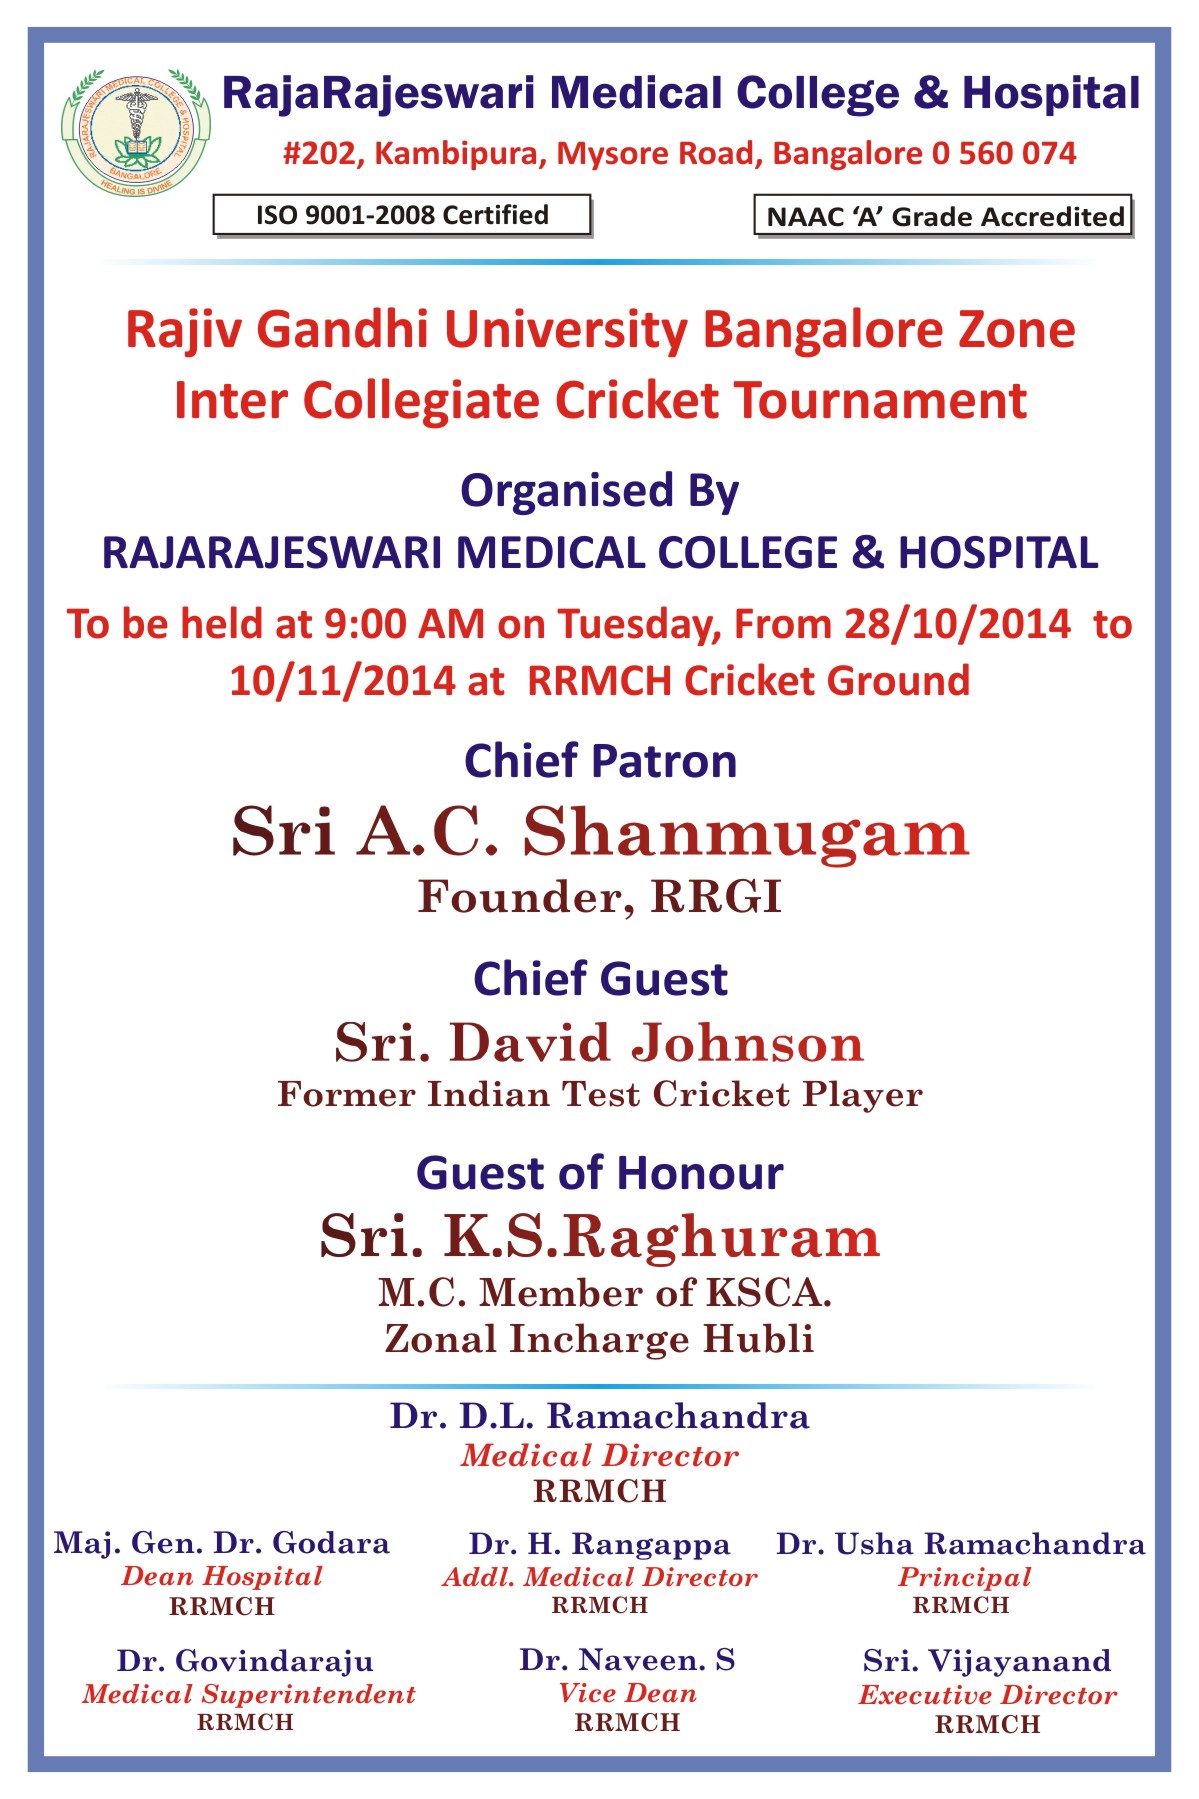 RAJARAJESWARI MEDICAL COLLEGE & HOSPITAL
BANGALORE
HEALING IS DIVINE
RajaRajeswari Medical College & Hospital
#202, Kambipura, Mysore Road, Bangalore 0 560 074
ISO 9001-2008 Certified
NAAC ‘A’ Grade Accredited
Rajiv Gandhi University Bangalore Zone
Inter Collegiate Cricket Tournament
Organised By
RAJARAJESWARI MEDICAL COLLEGE & HOSPITAL
To be held at 9:00 AM on Tuesday, From 28/10/2014 to
10/11/2014 at RRMCH Cricket Ground
Chief Patron
Sri A.C. Shanmugam
Founder, RRGI
Chief Guest
Sri. David Johnson
Former Indian Test Cricket Player
Guest of Honour
Sri. K.S.Raghuram
M.C. Member of KSCA.
Zonal Incharge Hubli
Dr. D.L. Ramachandra
Medical Director
RRMCH
Maj. Gen. Dr. Godara
Dean Hospital
RRMCH
Dr. H. Rangappa
Addl. Medical Director
RRMCH
Dr. Usha Ramachandra
Principal
RRMCH
Dr. Govindaraju
Medical Superintendent
RRMCH
Dr. Naveen. S
Vice Dean
RRMCH
Sri. Vijayanand
Executive Director
RRMCH